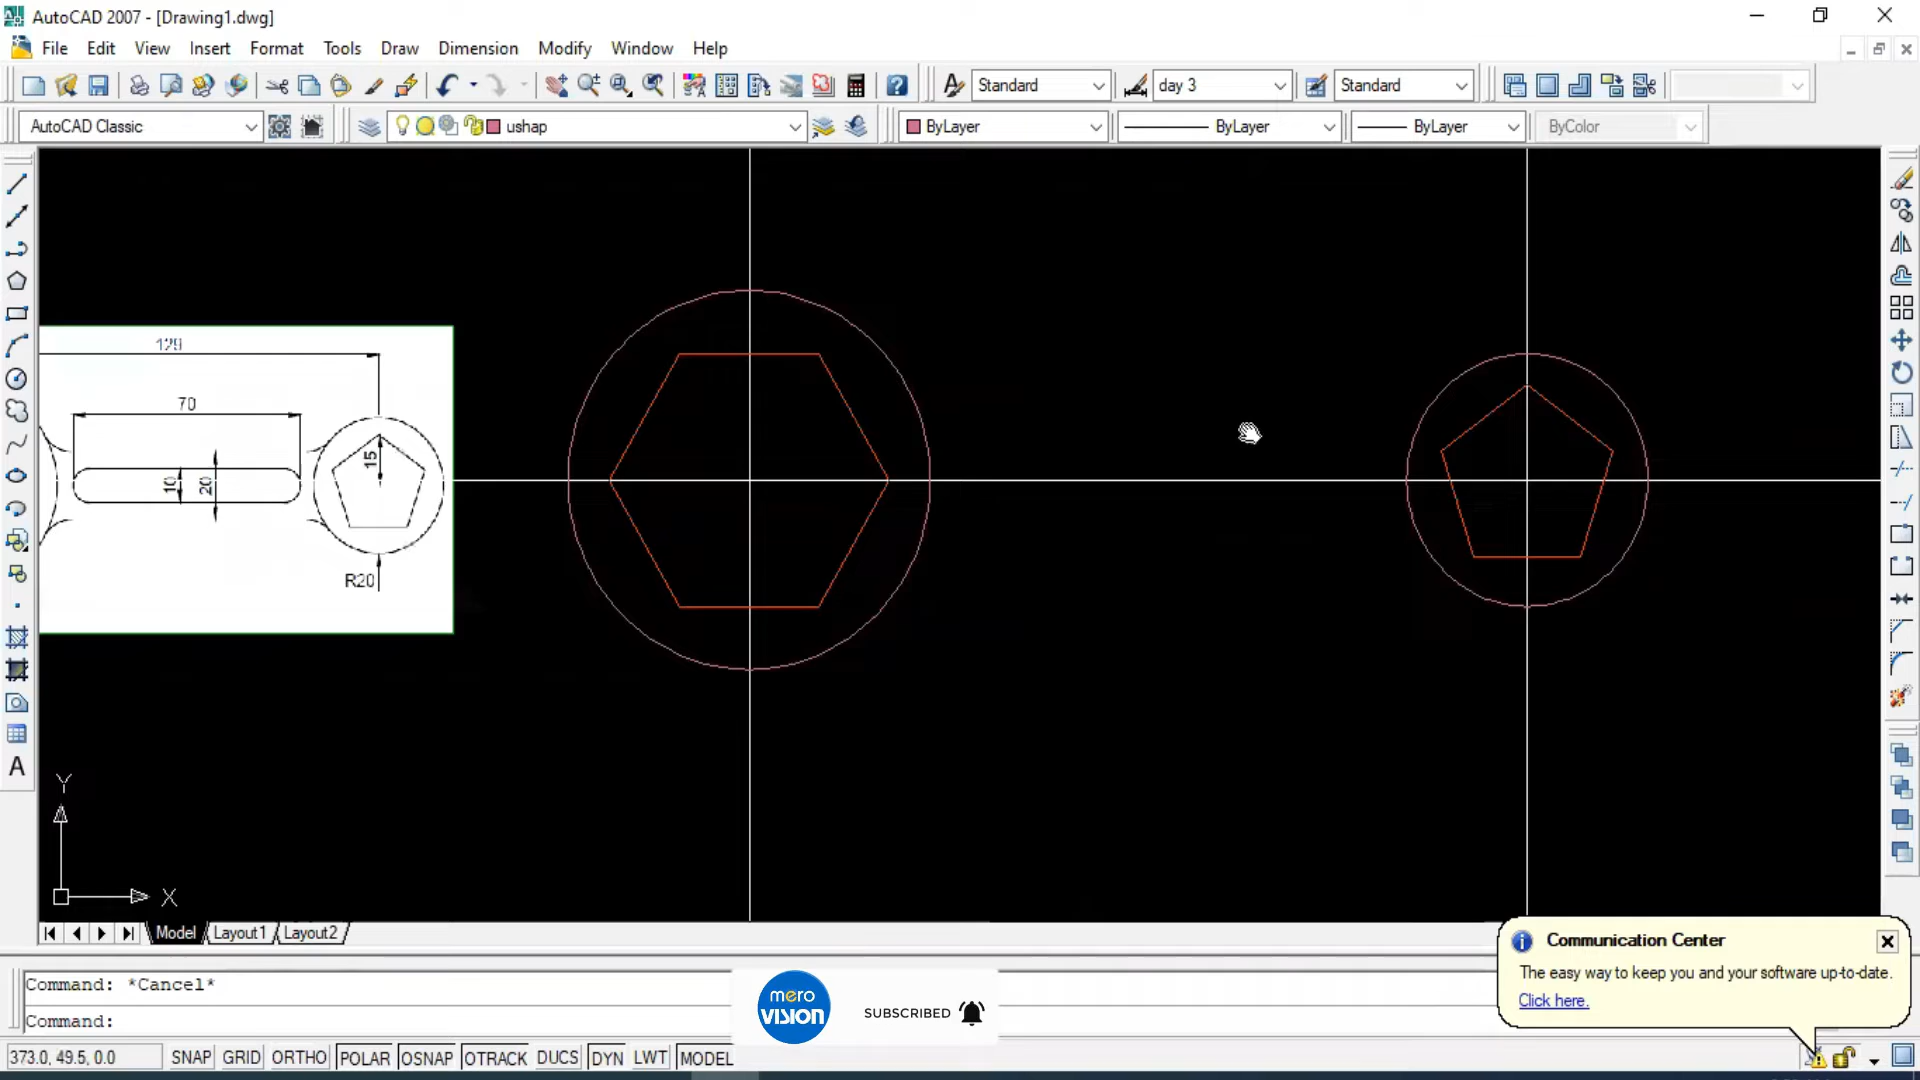 AutoCAD 2007 - [Drawing1.dwg]
File Edit View Insert Format Tools Draw Dimension Modify Window Help
Standard day 3 Standard
AutoCAD Classic ushap ByLayer ByLayer ByLayer ByColor
129
70
15
10 20
R20
Y
X
Model Layout1 Layout2
Communication Center
The easy way to keep you and your software up-to-date.
Click here.
Command: *Cancel*
Command:
mero
VISION
SUBSCRIBED
373.0, 49.5, 0.0 SNAP GRID ORTHO POLAR OSNAP OTRACK DUCS DYN LWT MODEL
A